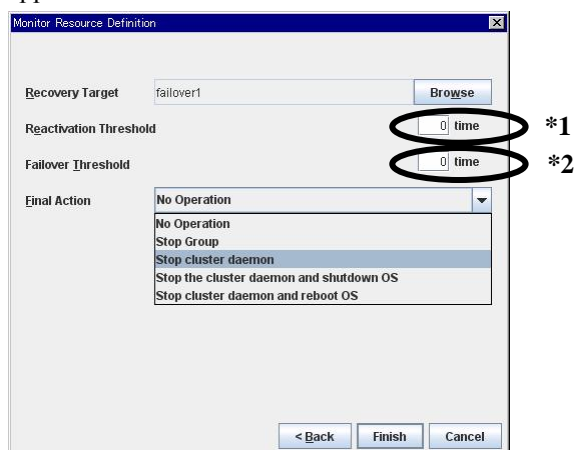 Monitor Resource Definition
Recovery Target failover1 Browse
Reactivation Threshold 0 time *1
Failover Threshold 0 time *2
Final Action No Operation
No Operation
Stop Group
Stop cluster daemon
Stop the cluster daemon and shutdown OS
Stop cluster daemon and reboot OS
< Back Finish Cancel